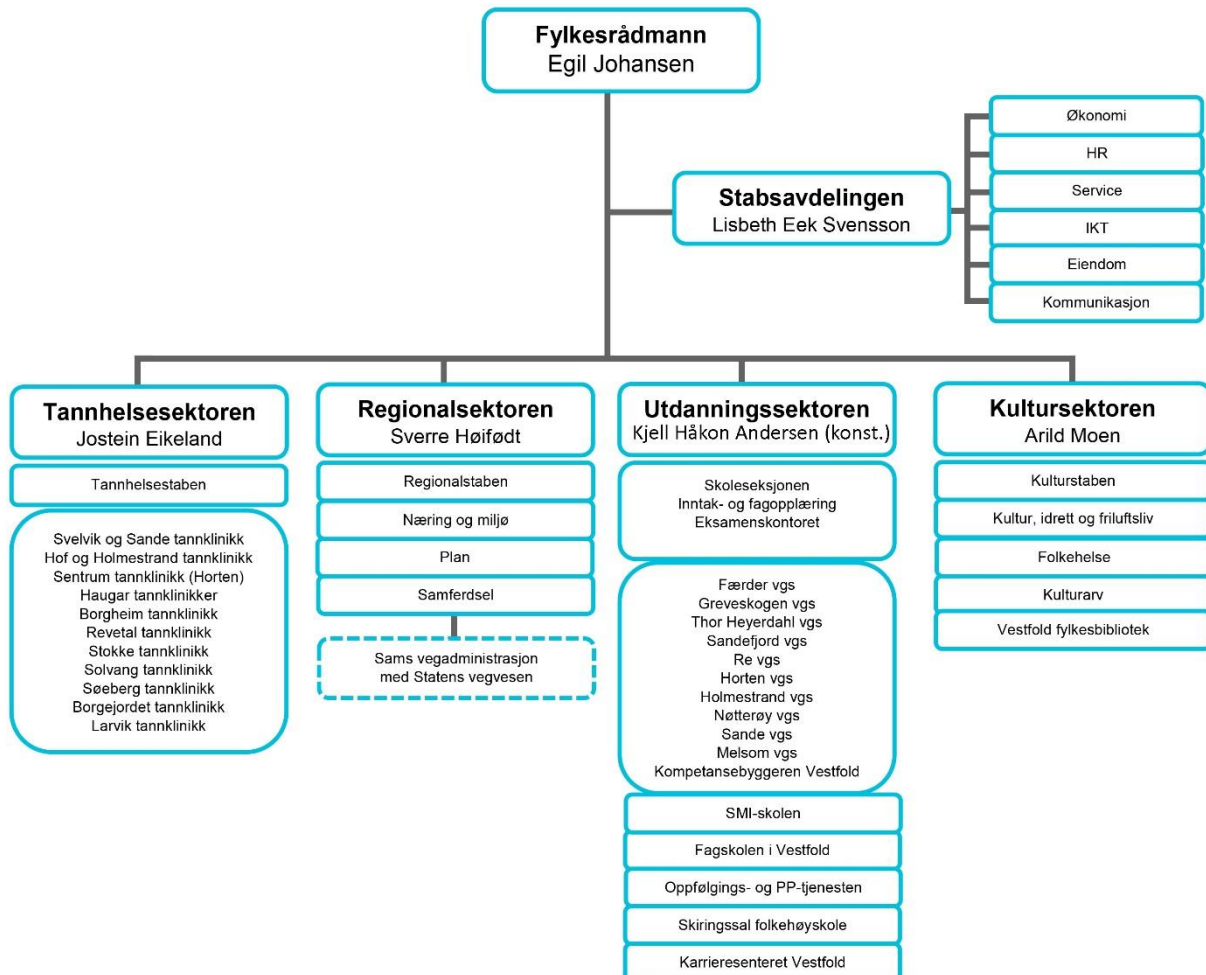 Fylkesrådmann
Egil Johansen
Stabsavdelingen
Lisbeth Eek Svensson
Økonomi
HR
Service
IKT
Eiendom
Kommunikasjon
Tannhelsesektoren
Jostein Eikeland
Tannhelsestaben
Svelvik og Sande tannklinikk
Hof og Holmestrand tannklinikk
Sentrum tannklinikk (Horten)
Haugar tannklinikker
Borgheim tannklinikk
Revetal tannklinikk
Stokke tannklinikk
Solvang tannklinikk
Søeberg tannklinikk
Borgejordet tannklinikk
Larvik tannklinikk
Regionalsektoren
Sverre Høifødt
Regionalstaben
Næring og miljø
Plan
Samferdsel
Sams vegadministrasjon
med Statens vegvesen
Utdanningssektoren
Kjell Håkon Andersen (konst.)
Skoleseksjonen
Inntak- og fagopplæring
Eksamenskontoret
Færder vgs
Greveskogen vgs
Thor Heyerdahl vgs
Sandefjord vgs
Re vgs
Horten vgs
Holmestrand vgs
Nøtterøy vgs
Sande vgs
Melsom vgs
Kompetansebyggeren Vestfold
SMI-skolen
Fagskolen i Vestfold
Oppfølgings- og PP-tjenesten
Skiringssal folkehøyskole
Karrieresenteret Vestfold
Kultursektoren
Arild Moen
Kulturstaben
Kultur, idrett og friluftsliv
Folkehelse
Kulturarv
Vestfold fylkesbibliotek